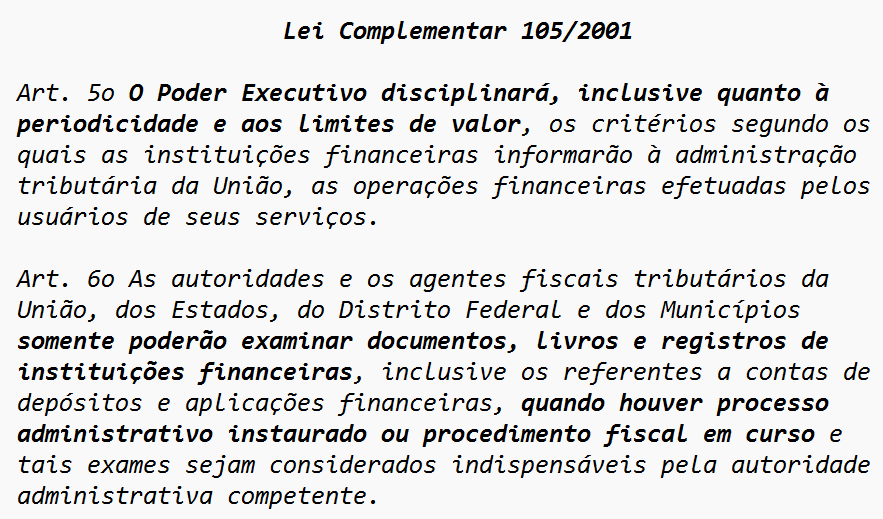 Lei Complementar 105/2001
Art. 5o O Poder Executivo disciplinará, inclusive quanto à
periodicidade e aos limites de valor, os critérios segundo os
quais as instituições financeiras informarão à administração
tributária da União, as operações financeiras efetuadas pelos
usuários de seus serviços.
Art. 6o As autoridades e os agentes fiscais tributários da
União, dos Estados, do Distrito Federal e dos Municípios
somente poderão examinar documentos, livros e registros de
instituições financeiras, inclusive os referentes a contas de
depósitos e aplicações financeiras, quando houver processo
administrativo instaurado ou procedimento fiscal em curso e
tais exames sejam considerados indispensáveis pela autoridade
administrativa competente.